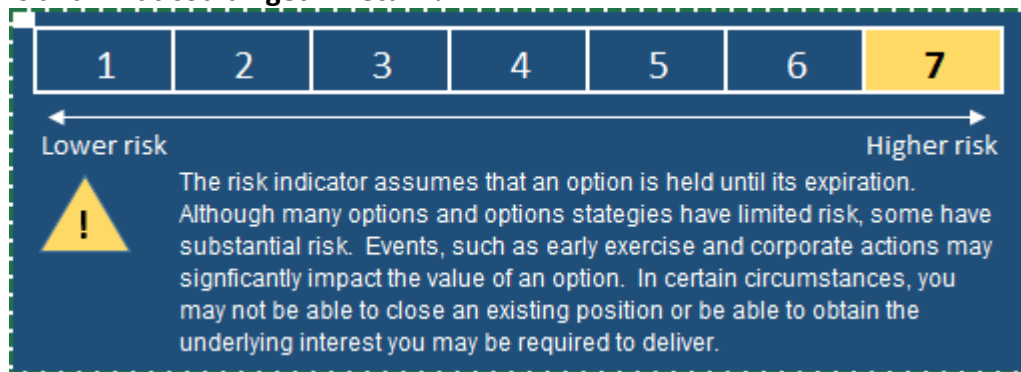 1 2 3 4 5 6 7
Lower risk Higher risk
!
The risk indicator assumes that an option is held until its expiration.
Although many options and options stategies have limited risk, some have
substantial risk.  Events, such as early exercise and corporate actions may
signficantly impact the value of an option.  In certain circumstances, you
may not be able to close an existing position or be able to obtain the
underlying interest you may be required to deliver.